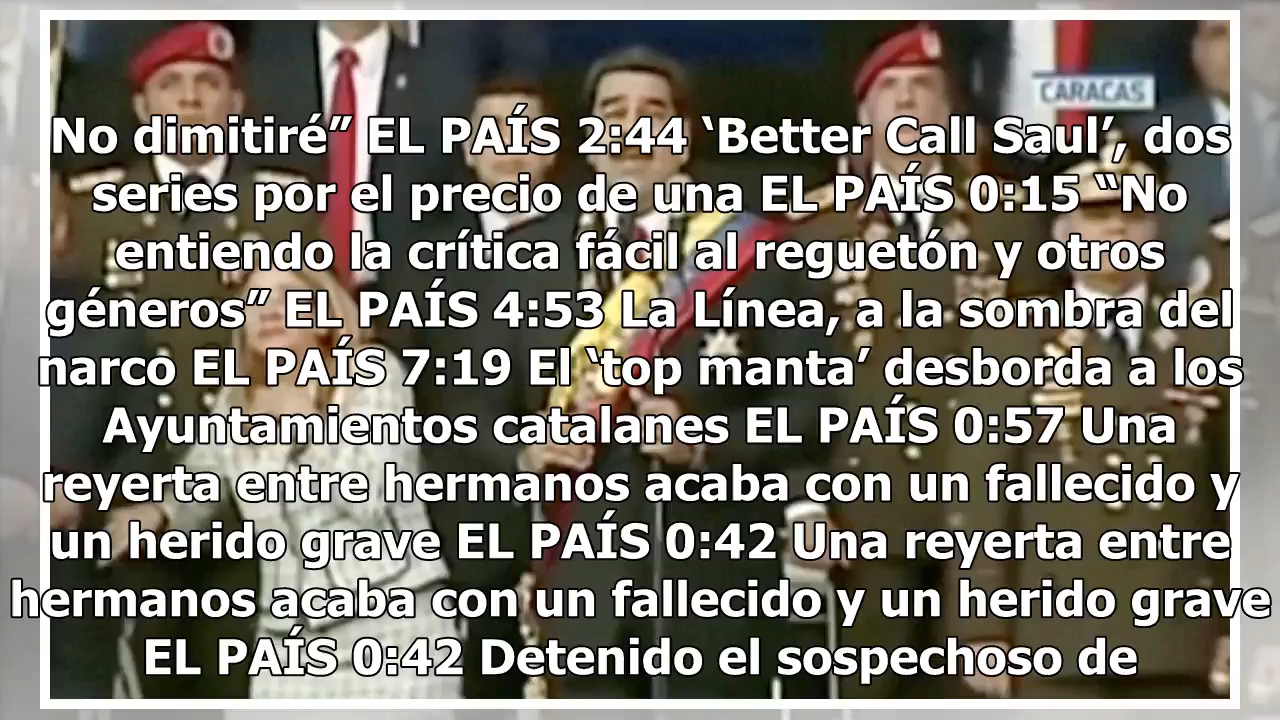 CARACAS
No dimitiré” EL PAÍS 2:44 ‘Better Call Saul’, dos
series por el precio de una EL PAÍS 0:15 “No
entiendo la crítica fácil al reguetón y otros
géneros” EL PAÍS 4:53 La Línea, a la sombra del
narco EL PAÍS 7:19 El ‘top manta’ desborda a los
Ayuntamientos catalanes EL PAÍS 0:57 Una
reyerta entre hermanos acaba con un fallecido y
un herido grave EL PAÍS 0:42 Una reyerta entre
hermanos acaba con un fallecido y un herido grave
EL PAÍS 0:42 Detenido el sospechoso de